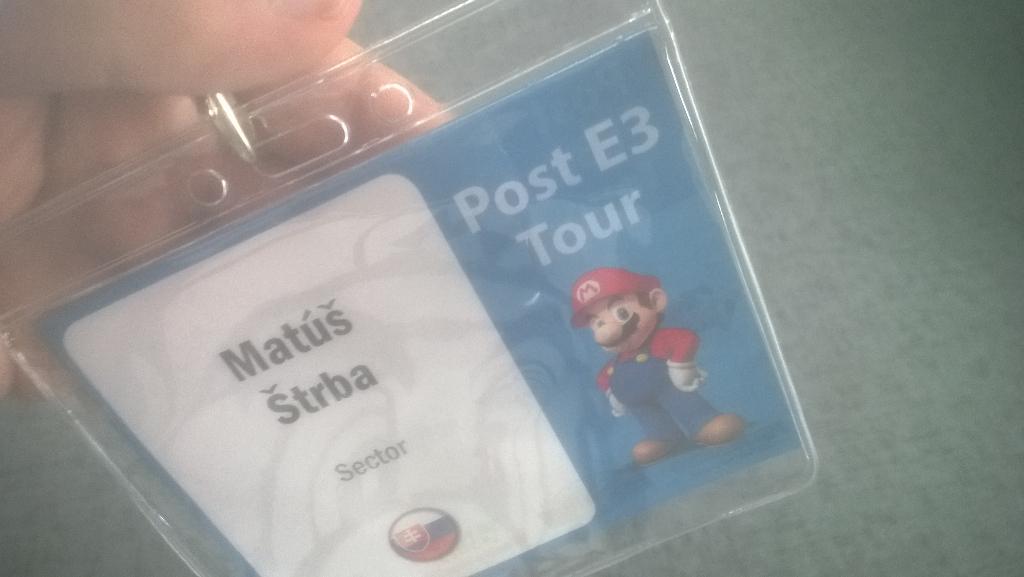 Post E3
Tour
Matúš
Štrba
Sector
M